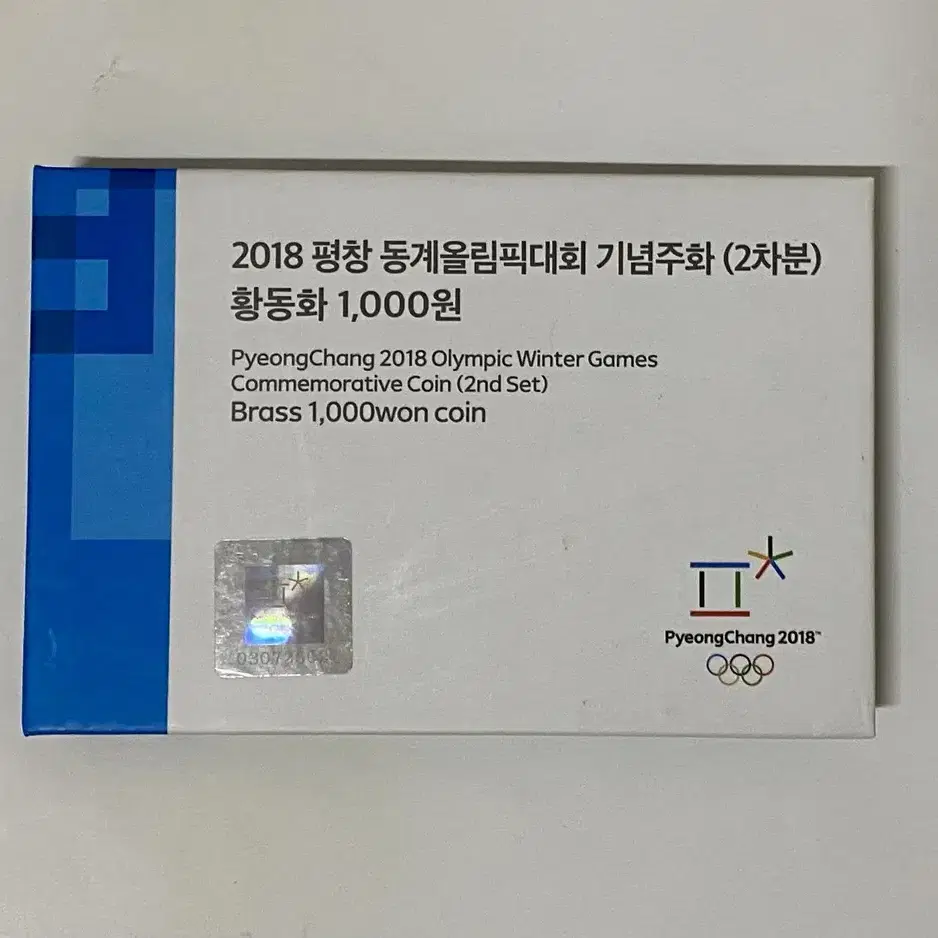 2018 평창 동계올림픽대회 기념주화 (2차분)
황동화 1,000원
PyeongChang 2018 Olympic Winter Games
Commemorative Coin (2nd Set)
Brass 1,000won coin
PyeongChang 2018™